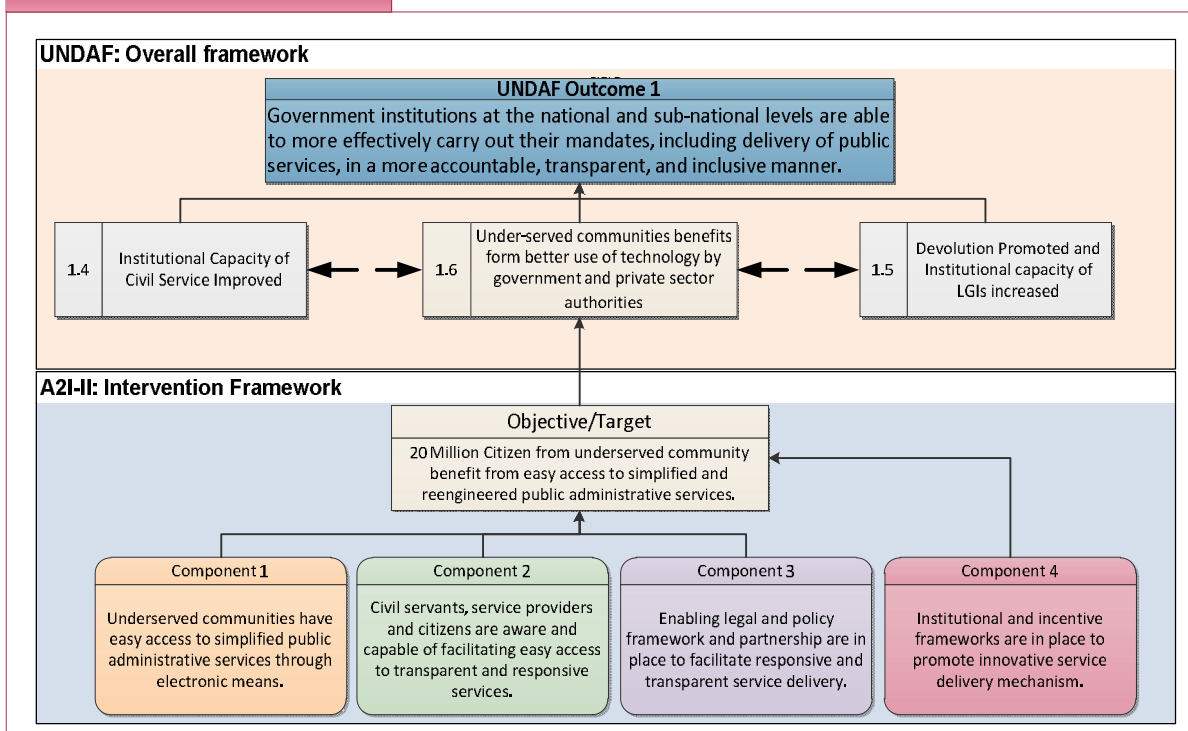 UNDAF: Overall framework
UNDAF Outcome 1
Government institutions at the national and sub-national levels are able
to more effectively carry out their mandates, including delivery of public
services, in a more accountable, transparent, and inclusive manner.
1.4
Institutional Capacity of
Civil Service Improved
1.6
Under-served communities benefits
form better use of technology by
government and private sector
authorities
1.5
Devolution Promoted and
Institutional capacity of
LGIs increased
A2I-II: Intervention Framework
Objective/Target
20 Million Citizen from underserved community
benefit from easy access to simplified and
reengineered public administrative services.
Component 1
Underserved communities have
easy access to simplified public
administrative services through
electronic means.
Component 2
Civil servants, service providers
and citizens are aware and
capable of facilitating easy access
to transparent and responsive
services.
Component 3
Enabling legal and policy
framework and partnership are in
place to facilitate responsive and
transparent service delivery.
Component 4
Institutional and incentive
frameworks are in place to
promote innovative service
delivery mechanism.